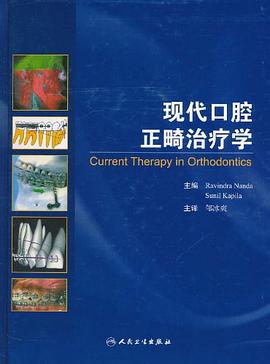 现代口腔
正畸治疗学
Current Therapy in Orthodontics
主编 Ravindra Nanda
Sunil Kapila
主译 邹冰爽
人民卫生出版社